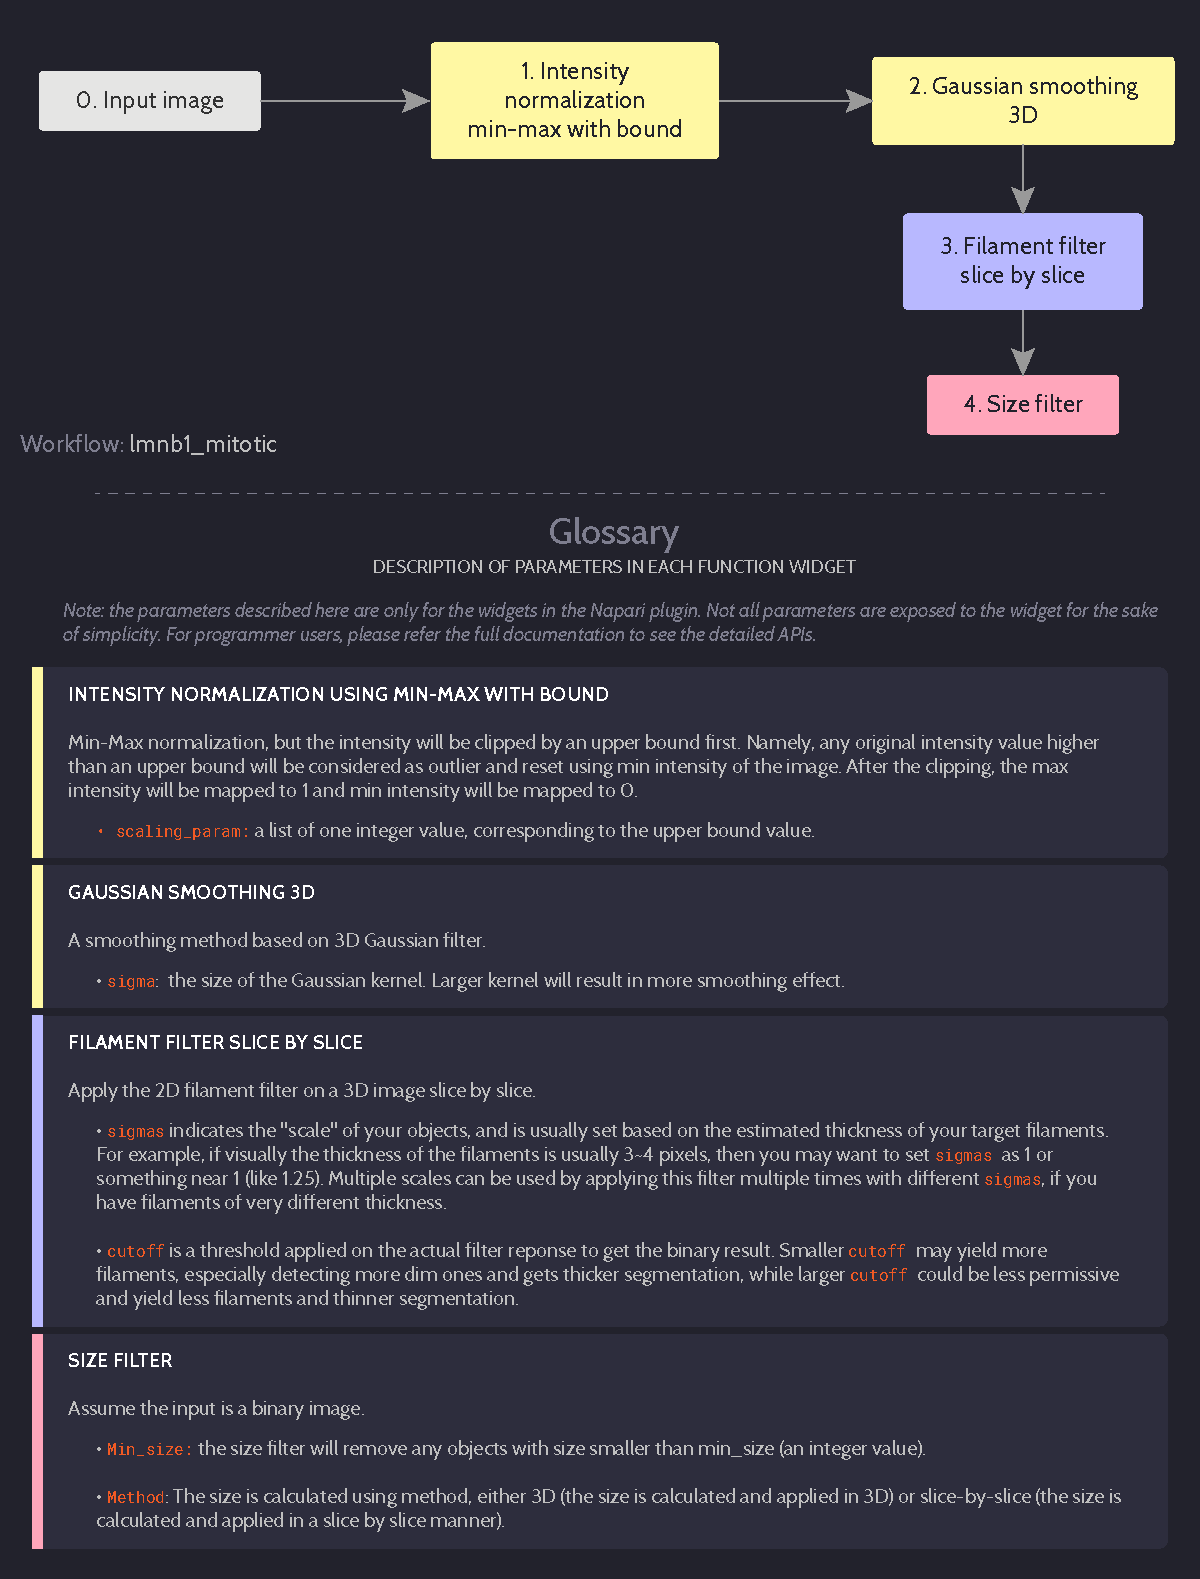 0. Input image
1. Intensity
normalization
min-max with bound
2. Gaussian smoothing
3D
3. Filament filter
slice by slice
4. Size filter
Workflow: lmnb1_mitotic
Glossary
DESCRIPTION OF PARAMETERS IN EACH FUNCTION WIDGET
Note: the parameters described here are only for the widgets in the Napari plugin. Not all parameters are exposed to the widget for the sake
of simplicity. For programmer users, please refer the full documentation to see the detailed APIs.
INTENSITY NORMALIZATION USING MIN-MAX WITH BOUND
Min-Max normalization, but the intensity will be clipped by an upper bound first. Namely, any original intensity value higher
than an upper bound will be considered as outlier and reset using min intensity of the image. After the clipping, the max
intensity will be mapped to 1 and min intensity will be mapped to 0.
• scaling_param: a list of one integer value, corresponding to the upper bound value.
GAUSSIAN SMOOTHING 3D
A smoothing method based on 3D Gaussian filter.
• sigma: the size of the Gaussian kernel. Larger kernel will result in more smoothing effect.
FILAMENT FILTER SLICE BY SLICE
Apply the 2D filament filter on a 3D image slice by slice.
• sigmas indicates the "scale" of your objects, and is usually set based on the estimated thickness of your target filaments.
For example, if visually the thickness of the filaments is usually 3~4 pixels, then you may want to set sigmas as 1 or
something near 1 (like 1.25). Multiple scales can be used by applying this filter multiple times with different sigmas, if you
have filaments of very different thickness.
• cutoff is a threshold applied on the actual filter reponse to get the binary result. Smaller cutoff may yield more
filaments, especially detecting more dim ones and gets thicker segmentation, while larger cutoff could be less permissive
and yield less filaments and thinner segmentation.
SIZE FILTER
Assume the input is a binary image.
• Min_size: the size filter will remove any objects with size smaller than min_size (an integer value).
• Method: The size is calculated using method, either 3D (the size is calculated and applied in 3D) or slice-by-slice (the size is
calculated and applied in a slice by slice manner).